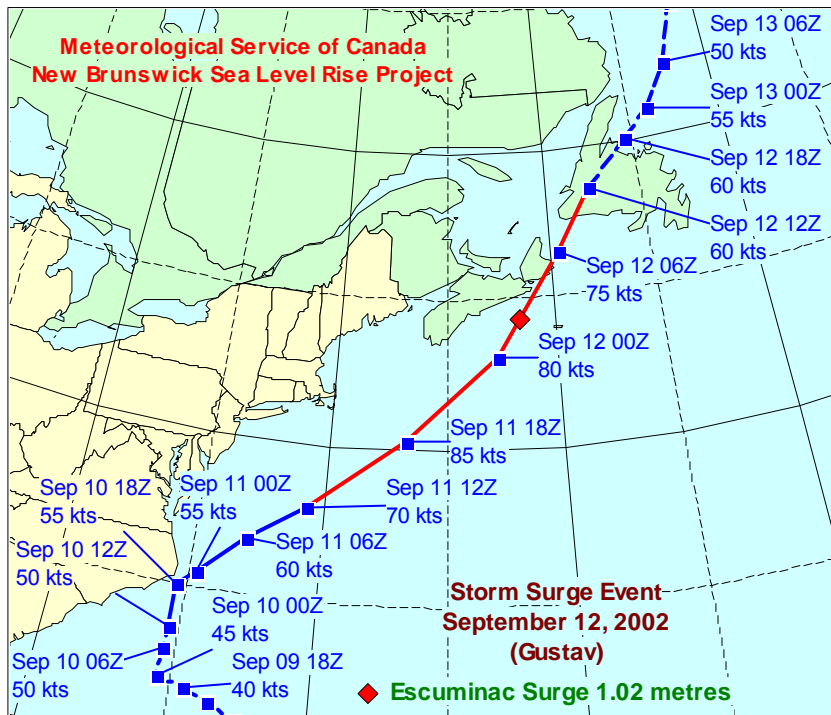 Meteorological Service of Canada
New Brunswick Sea Level Rise Project
Sep 13 06Z
50 kts
Sep 13 00Z
55 kts
Sep 12 18Z
60 kts
Sep 12 12Z
60 kts
Sep 12 06Z
75 kts
Sep 12 00Z
80 kts
Sep 11 18Z
85 kts
Sep 11 12Z
70 kts
Sep 11 06Z
60 kts
Sep 11 00Z
55 kts
Sep 10 18Z
55 kts
Sep 10 12Z
50 kts
Sep 10 00Z
45 kts
Sep 10 06Z
50 kts
Sep 09 18Z
40 kts
Storm Surge Event
September 12, 2002
(Gustav)
Escuminac Surge 1.02 metres